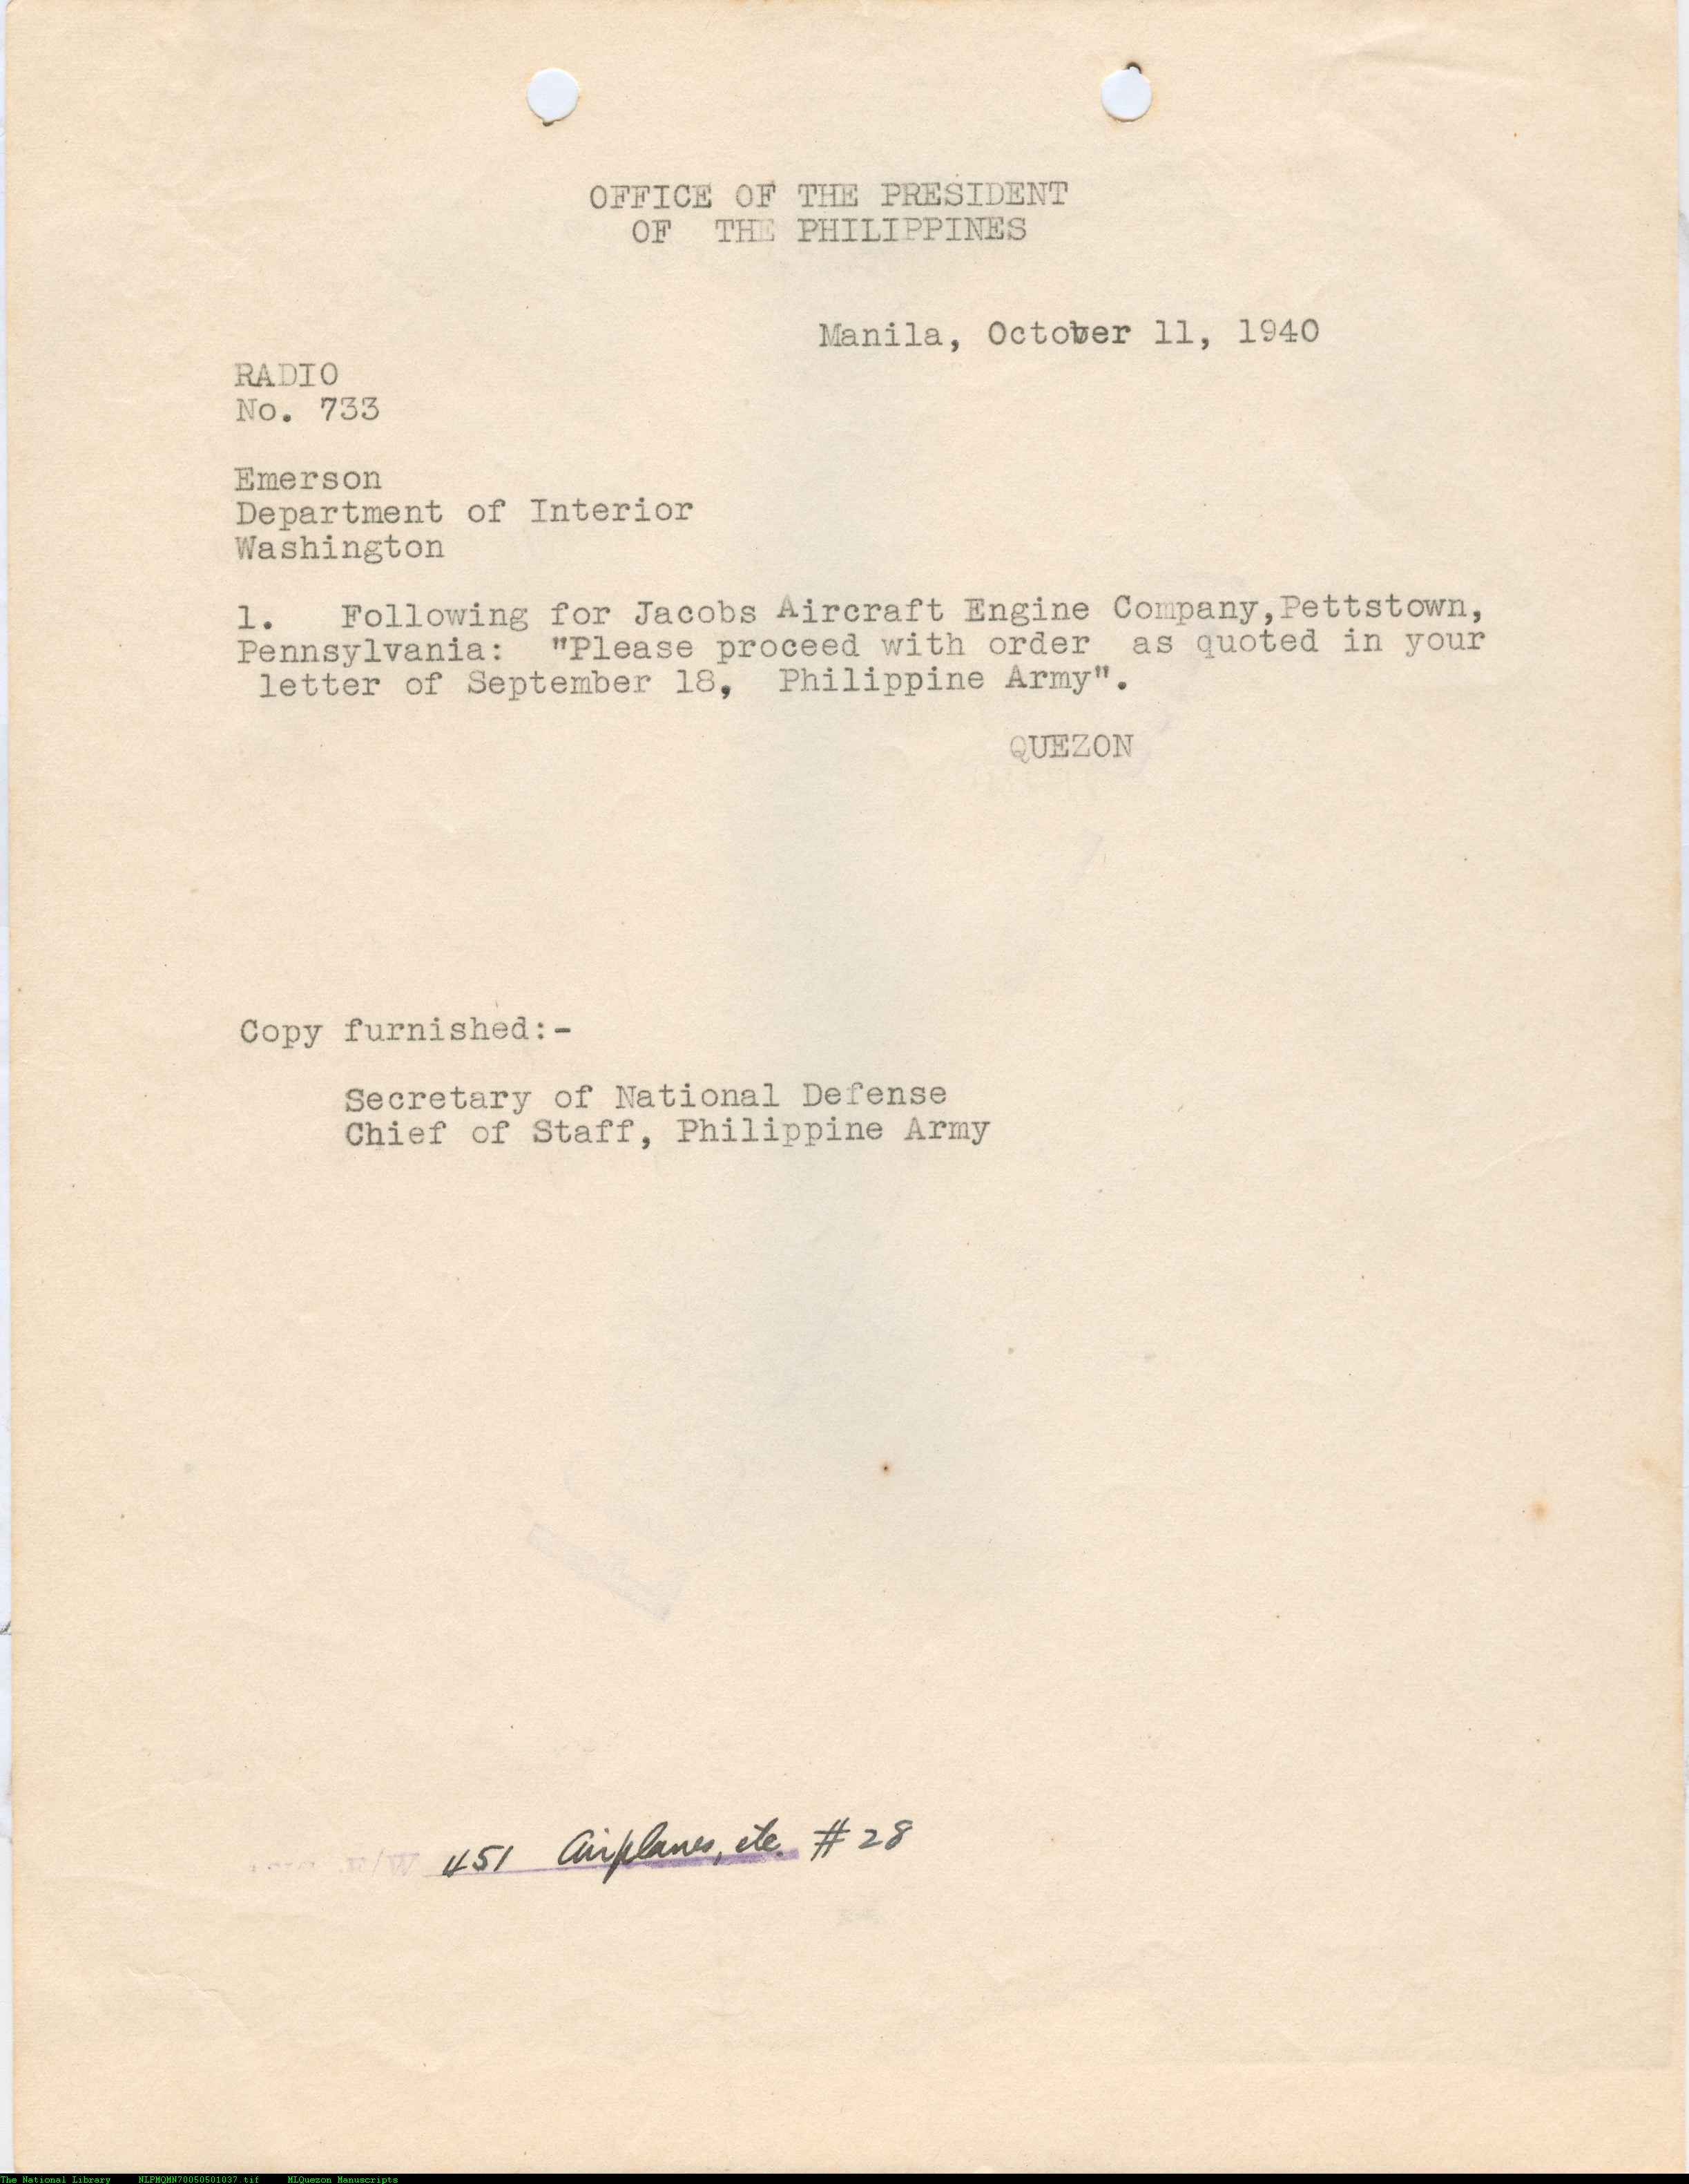 OFFICE OF THE PRESIDENT
OF THE PHILIPPINES
Manila, October 11, 1940
RADIO
No. 733
Emerson
Department of Interior
Washington
1. Following for Jacobs Aircraft Engine Company, Pettstown,
Pennsylvania: "Please proceed with order as quoted in your
letter of September 18, Philippine Army".
QUEZON
Copy furnished:-
Secretary of National Defense
Chief of Staff, Philippine Army
451 Airplanes, etc. #28
The National Library NLPMQMN70050501037.tif MLQuezon Manuscripts